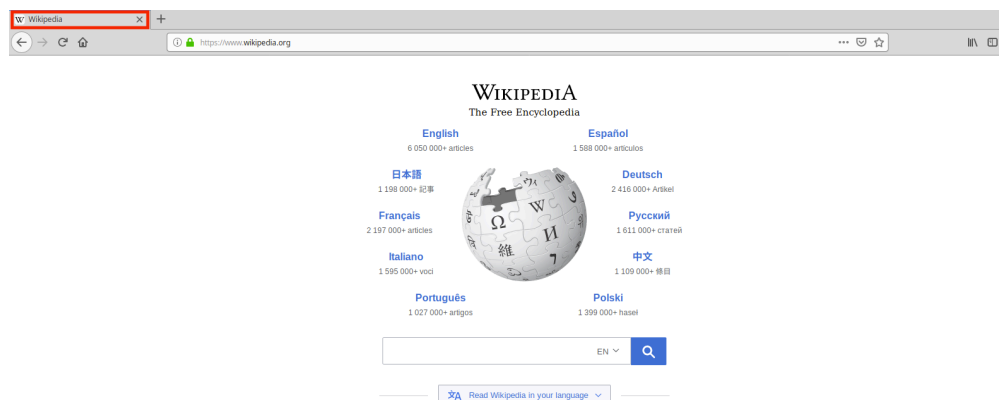 Wikipedia
https://www.wikipedia.org
WIKIPEDIA
The Free Encyclopedia
English
6 050 000+ articles
Español
1 588 000+ artículos
日本語
1 198 000+ 記事
Deutsch
2 416 000+ Artikel
Français
2 197 000+ articles
Русский
1 611 000+ статей
Italiano
1 595 000+ voci
中文
1 109 000+ 條目
Português
1 027 000+ artigos
Polski
1 399 000+ haseł
Ω
W
И
維
7
EN
Read Wikipedia in your language